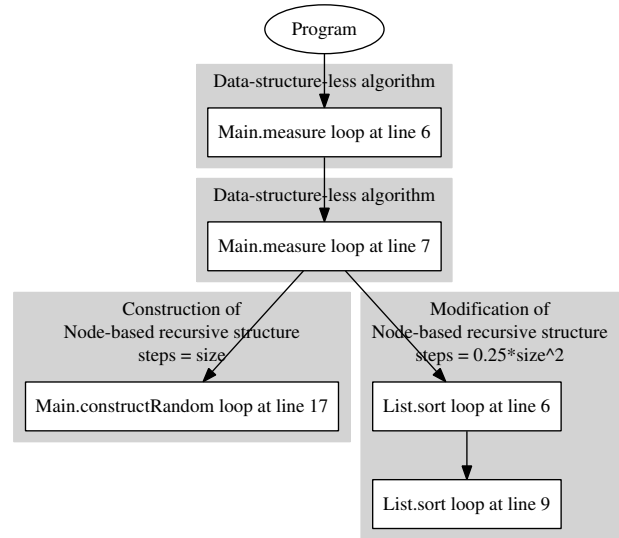 Program
Data-structure-less algorithm
Main.measure loop at line 6
Data-structure-less algorithm
Main.measure loop at line 7
Construction of
Node-based recursive structure
steps = size
Main.constructRandom loop at line 17
Modification of
Node-based recursive structure
steps = 0.25*size^2
List.sort loop at line 6
List.sort loop at line 9